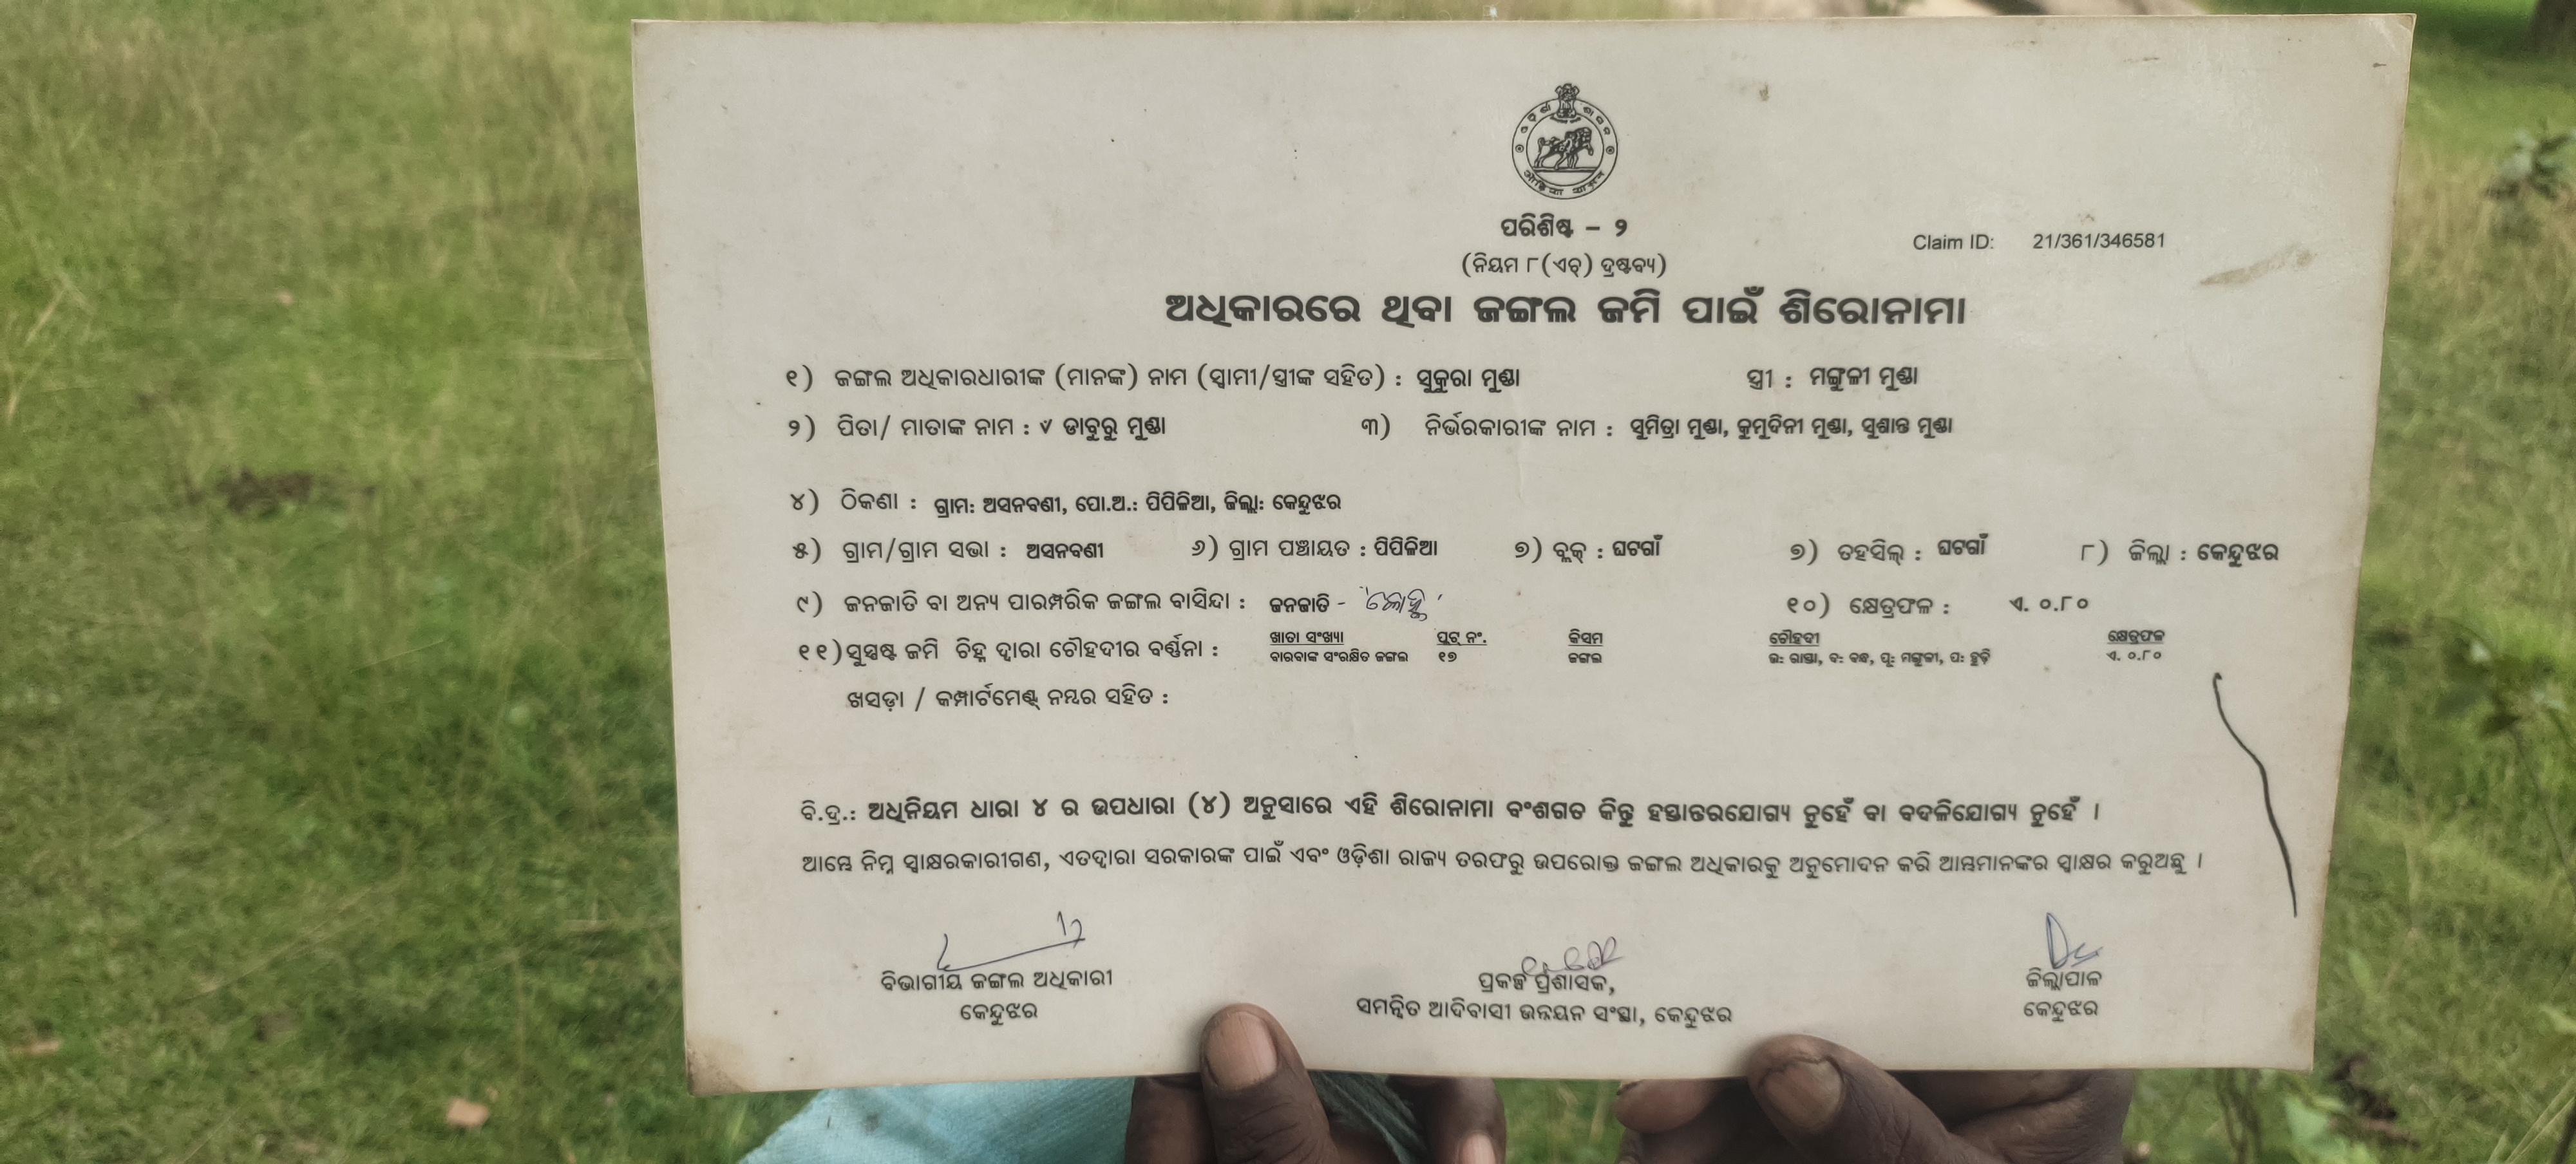 ପରିଶିଷ୍ଟ – ୨
Claim ID: 21/361/346581
(ନିୟମ ୮(ଏଚ୍) ଦ୍ରଷ୍ଟବ୍ୟ)
ଅଧିକାରରେ ଥିବା ଜଙ୍ଗଲ ଜମି ପାଇଁ ଶିରୋନାମା
୧) ଜଙ୍ଗଲ ଅଧିକାରଧାରୀଙ୍କ (ମାନଙ୍କ) ନାମ (ସ୍ୱାମୀ/ସ୍ତ୍ରୀଙ୍କ ସହିତ) : ସୁକୁରା ମୁଣ୍ଡା ସ୍ତ୍ରୀ : ମଙ୍ଗୁଳୀ ମୁଣ୍ଡା
୨) ପିତା/ ମାତାଙ୍କ ନାମ : ୰ ଡାବୁରୁ ମୁଣ୍ଡା ୩) ନିର୍ଭରକାରୀଙ୍କ ନାମ : ସୁମିତ୍ରା ମୁଣ୍ଡା, କୁମୁଦିନୀ ମୁଣ୍ଡା, ସୁଶାନ୍ତ ମୁଣ୍ଡା
୪) ଠିକଣା : ଗ୍ରାମ: ଅସନବଣୀ, ପୋ.ଅ.: ପିପିଳିଆ, ଜିଲ୍ଲା: କେନ୍ଦୁଝର
୫) ଗ୍ରାମ/ଗ୍ରାମ ସଭା : ଅସନବଣୀ ୬) ଗ୍ରାମ ପଞ୍ଚାୟତ : ପିପିଳିଆ ୭) ବ୍ଲକ୍ : ଘଟଗାଁ ୭) ତହସିଲ୍ : ଘଟଗାଁ ୮) ଜିଲ୍ଲା : କେନ୍ଦୁଝର
୯) ଜନଜାତି ବା ଅନ୍ୟ ପାରମ୍ପରିକ ଜଙ୍ଗଲ ବାସିନ୍ଦା : ଜନଜାତି - 'କୋହ୍ଲ' ୧୦) କ୍ଷେତ୍ରଫଳ : ଏ. ୦.୮୦
୧୧)ସୁସ୍ପଷ୍ଟ ଜମି ଚିହ୍ନ ଦ୍ୱାରା ଚୌହଦୀର ବର୍ଣ୍ଣନା : ଖାତା ସଂଖ୍ୟା ପ୍ଲଟ୍ ନଂ. କିସମ ଚୌହଦୀ କ୍ଷେତ୍ରଫଳ
ବାରବାଙ୍କ ସଂରକ୍ଷିତ ଜଙ୍ଗଲ ୧୭ ଜଙ୍ଗଲ ଉ: ରାସ୍ତା, ଦ: ବନ୍ଧ, ପୂ: ମଙ୍ଗୁଳୀ, ପ: ହୁଡ଼ି ଏ. ୦.୮୦
ଖସଡ଼ା / କମ୍ପାର୍ଟମେଣ୍ଟ୍ ନମ୍ବର ସହିତ :
ବି.ଦ୍ର.: ଅଧିନିୟମ ଧାରା ୪ ର ଉପଧାରା (୪) ଅନୁସାରେ ଏହି ଶିରୋନାମା ବଂଶଗତ କିନ୍ତୁ ହସ୍ତାନ୍ତରଯୋଗ୍ୟ ନୁହେଁ ବା ବଦଳିଯୋଗ୍ୟ ନୁହେଁ ।
ଆମ୍ଭେ ନିମ୍ନ ସ୍ୱାକ୍ଷରକାରୀଗଣ, ଏତଦ୍ୱାରା ସରକାରଙ୍କ ପାଇଁ ଏବଂ ଓଡ଼ିଶା ରାଜ୍ୟ ତରଫରୁ ଉପରୋକ୍ତ ଜଙ୍ଗଲ ଅଧିକାରକୁ ଅନୁମୋଦନ କରି ଆମ୍ଭମାନଙ୍କର ସ୍ୱାକ୍ଷର କରୁଅଛୁ ।
ବିଭାଗୀୟ ଜଙ୍ଗଲ ଅଧିକାରୀ ପ୍ରକଳ୍ପ ପ୍ରଶାସକ, ଜିଲ୍ଲାପାଳ
କେନ୍ଦୁଝର ସମନ୍ୱିତ ଆଦିବାସୀ ଉନ୍ନୟନ ସଂସ୍ଥା, କେନ୍ଦୁଝର କେନ୍ଦୁଝର